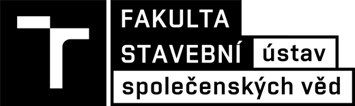 FAKULTA
STAVEBNÍ ústav
společenských věd